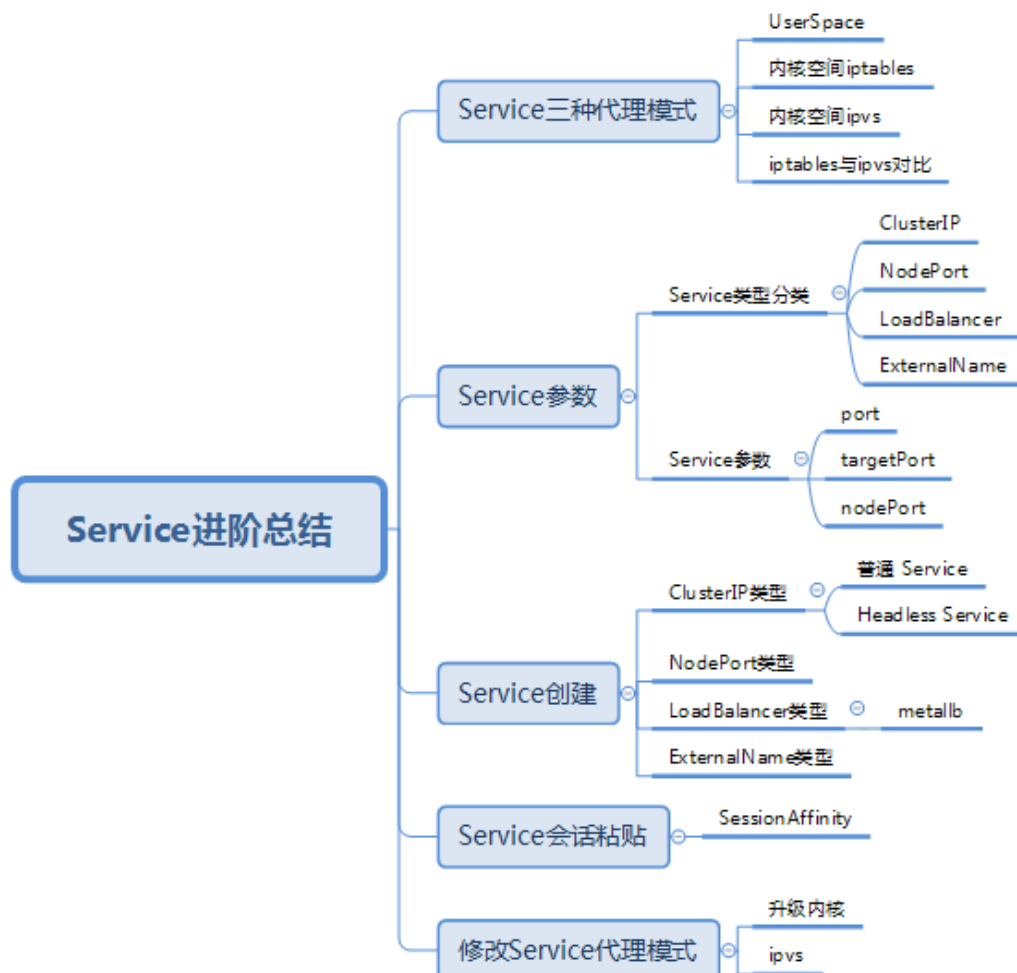 Service进阶总结
Service三种代理模式
UserSpace
内核空间iptables
内核空间ipvs
iptables与ipvs对比
Service参数
Service类型分类
ClusterIP
NodePort
LoadBalancer
ExternalName
Service参数
port
targetPort
nodePort
Service创建
ClusterIP类型
普通 Service
Headless Service
NodePort类型
LoadBalancer类型
metallb
ExternalName类型
Service会话粘贴
SessionAffinity
修改Service代理模式
升级内核
ipvs